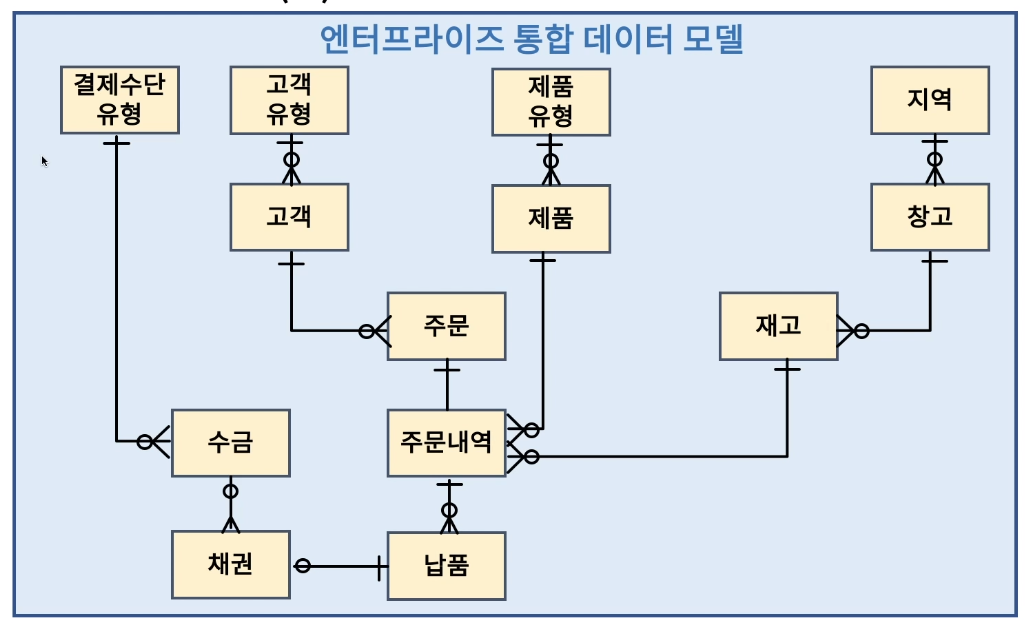 엔터프라이즈 통합 데이터 모델
결제수단
유형
고객
유형
제품
유형
지역
고객
제품
창고
주문
재고
수금
주문내역
채권
납품